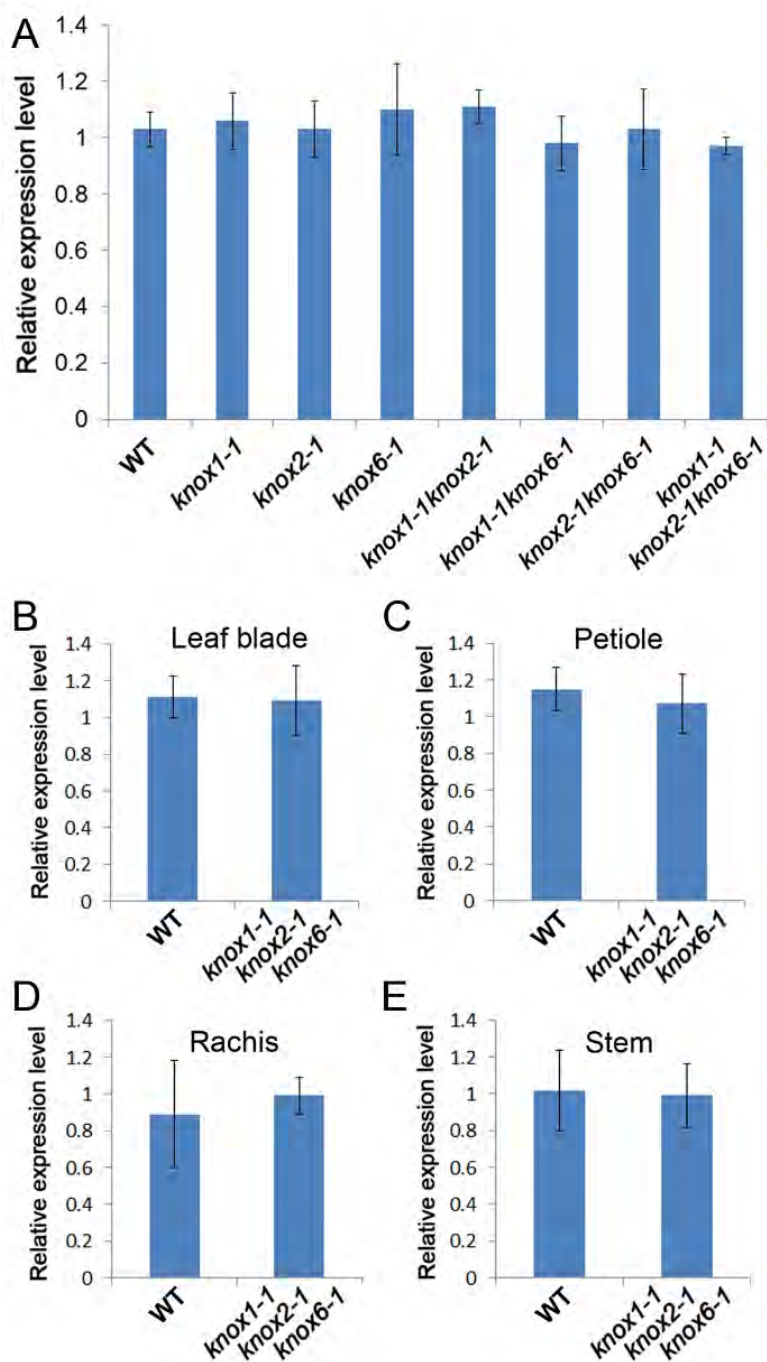 A
Relative expression level
1.4
1.2
1
0.8
0.6
0.4
0.2
0
WT
knox1-1
knox2-1
knox6-1
knox1-1knox2-1
knox1-1knox6-1
knox2-1knox6-1
knox1-1
knox2-1knox6-1
B
Leaf blade
Relative expression level
1.4
1.2
1
0.8
0.6
0.4
0.2
0
WT
knox1-1
knox2-1
knox6-1
C
Petiole
Relative expression level
1.4
1.2
1
0.8
0.6
0.4
0.2
0
WT
knox1-1
knox2-1
knox6-1
D
Rachis
Relative expression level
1.4
1.2
1
0.8
0.6
0.4
0.2
0
WT
knox1-1
knox2-1
knox6-1
E
Stem
Relative expression level
1.4
1.2
1
0.8
0.6
0.4
0.2
0
WT
knox1-1
knox2-1
knox6-1